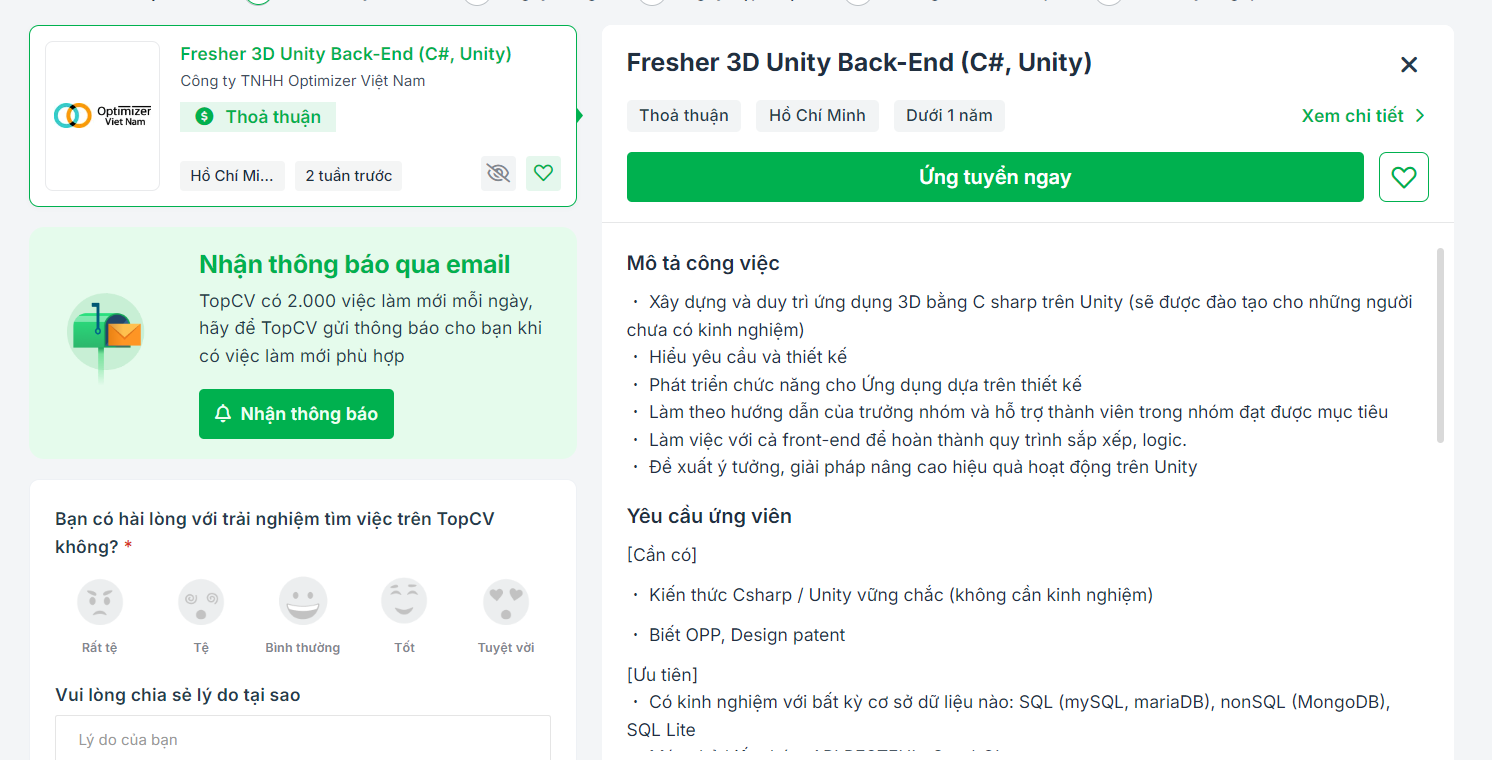 Fresher 3D Unity Back-End (C#, Unity)
Công ty TNHH Optimizer Việt Nam
Optimizer
Viet Nam
Thoả thuận
Hồ Chí Mi...
2 tuần trước
Nhận thông báo qua email
TopCV có 2.000 việc làm mới mỗi ngày,
hãy để TopCV gửi thông báo cho bạn khi
có việc làm mới phù hợp
Nhận thông báo
Bạn có hài lòng với trải nghiệm tìm việc trên TopCV
không? *
Rất tệ
Tệ
Bình thường
Tốt
Tuyệt vời
Vui lòng chia sẻ lý do tại sao
Lý do của bạn
Fresher 3D Unity Back-End (C#, Unity)
Thoả thuận
Hồ Chí Minh
Dưới 1 năm
Xem chi tiết
Ứng tuyển ngay
Mô tả công việc
・ Xây dựng và duy trì ứng dụng 3D bằng C sharp trên Unity (sẽ được đào tạo cho những người
chưa có kinh nghiệm)
・ Hiểu yêu cầu và thiết kế
・ Phát triển chức năng cho Ứng dụng dựa trên thiết kế
・ Làm theo hướng dẫn của trưởng nhóm và hỗ trợ thành viên trong nhóm đạt được mục tiêu
・ Làm việc với cả front-end để hoàn thành quy trình sắp xếp, logic.
・ Đề xuất ý tưởng, giải pháp nâng cao hiệu quả hoạt động trên Unity
Yêu cầu ứng viên
[Cần có]
・ Kiến thức Csharp / Unity vững chắc (không cần kinh nghiệm)
・ Biết OPP, Design patent
[Ưu tiên]
・ Có kinh nghiệm với bất kỳ cơ sở dữ liệu nào: SQL (mySQL, mariaDB), nonSQL (MongoDB),
SQL Lite